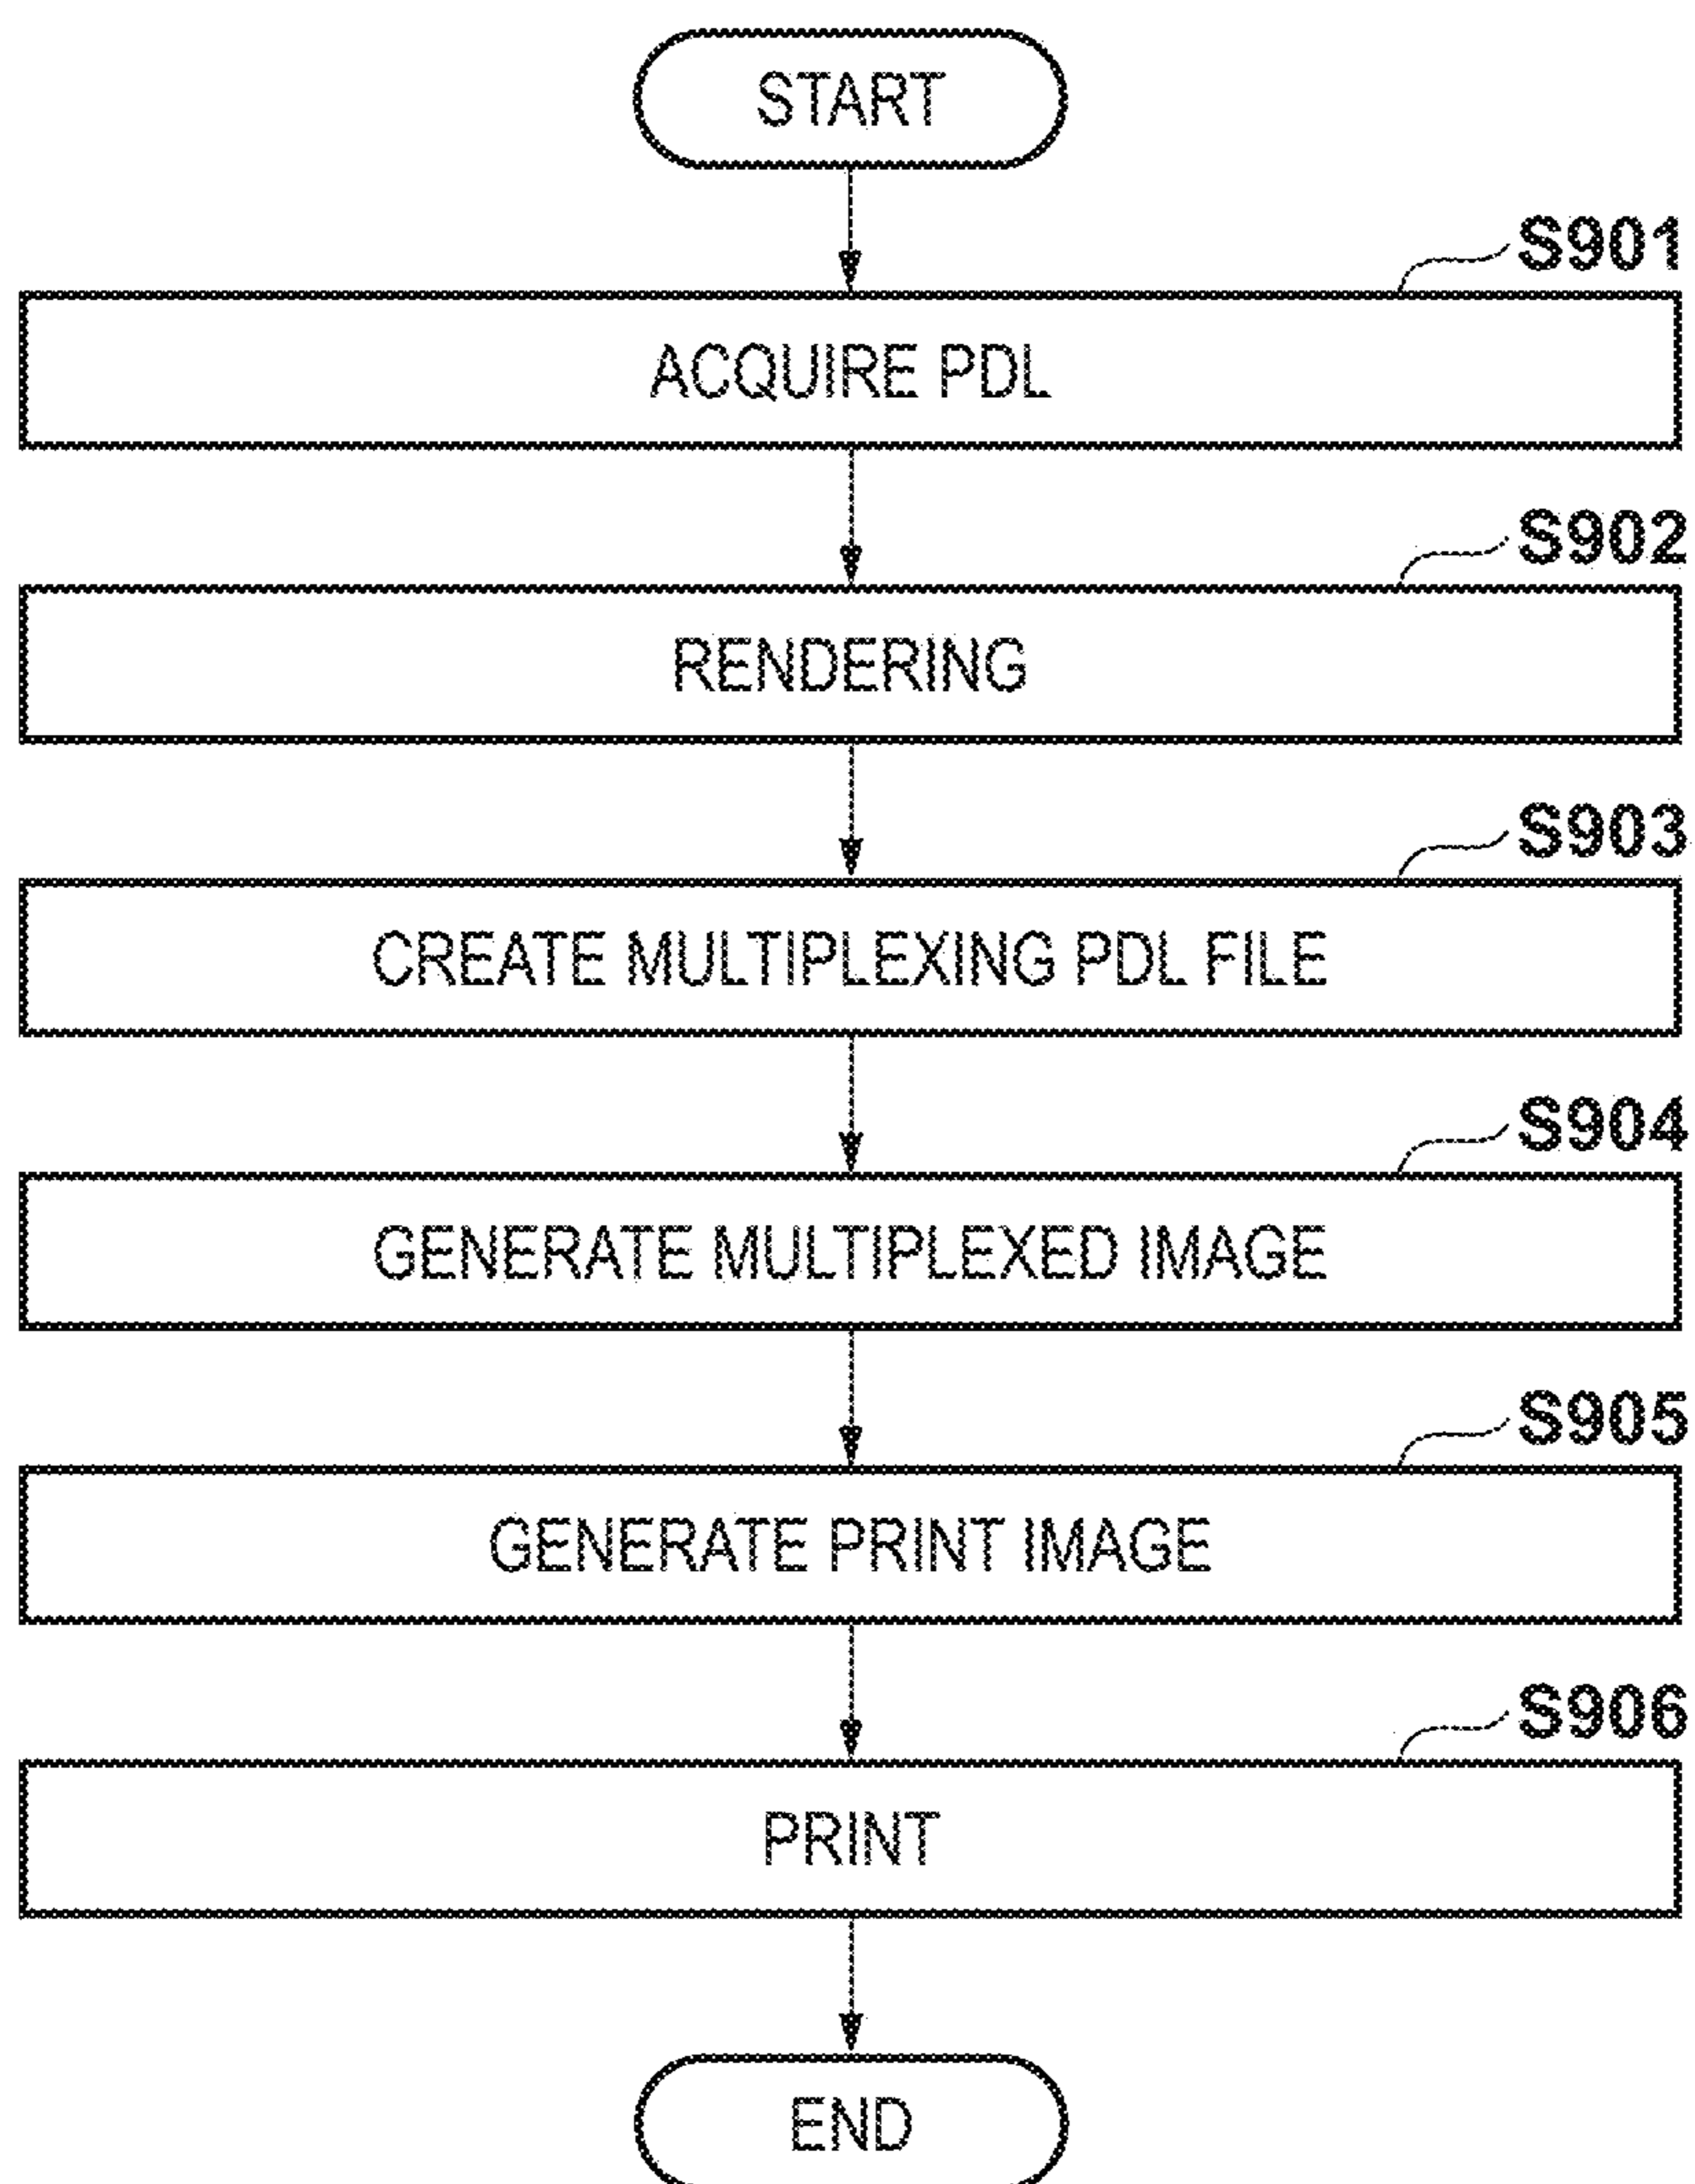 START
S901
ACQUIRE PDL
S902
RENDERING
S903
CREATE MULTIPLEXING PDL FILE
S904
GENERATE MULTIPLEXED IMAGE
S905
GENERATE PRINT IMAGE
S906
PRINT
END